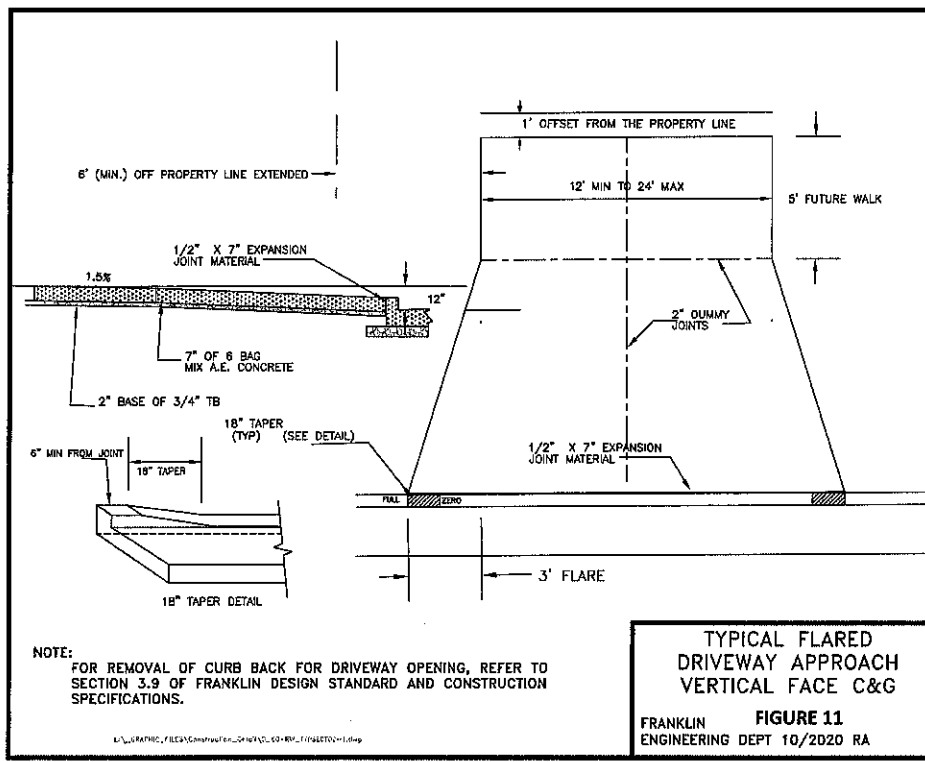 1' OFFSET FROM THE PROPERTY LINE
6' (MIN.) OFF PROPERTY LINE EXTENDED
12' MIN TO 24' MAX
5' FUTURE WALK
1/2" X 7" EXPANSION
JOINT MATERIAL
1.5%
12"
2" DUMMY
JOINTS
7" OF 6 BAG
MIX A.E. CONCRETE
2" BASE OF 3/4" TB
18" TAPER
(TYP) (SEE DETAIL)
1/2" X 7" EXPANSION
JOINT MATERIAL
6" MIN FROM JOINT
18" TAPER
FULL
ZERO
3' FLARE
18" TAPER DETAIL
NOTE:
FOR REMOVAL OF CURB BACK FOR DRIVEWAY OPENING, REFER TO
SECTION 3.9 OF FRANKLIN DESIGN STANDARD AND CONSTRUCTION
SPECIFICATIONS.
TYPICAL FLARED
DRIVEWAY APPROACH
VERTICAL FACE C&G
FRANKLIN FIGURE 11
ENGINEERING DEPT 10/2020 RA